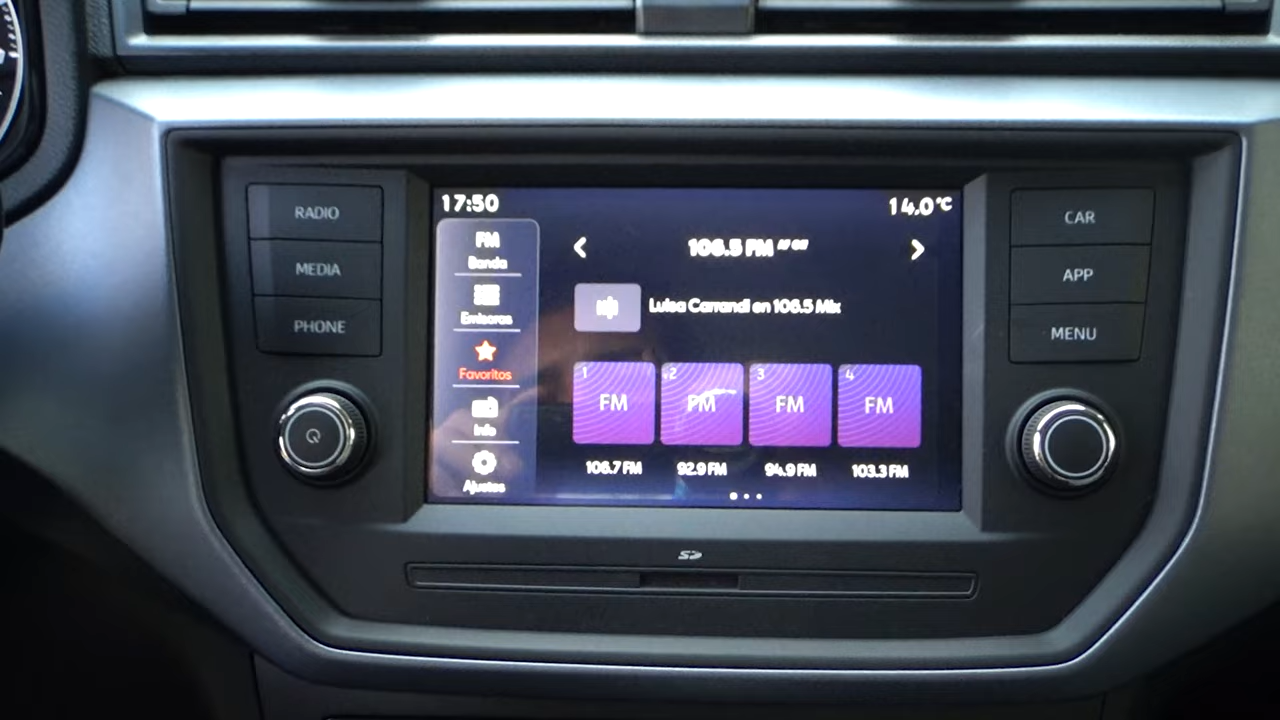 17:50
14.0°C
RADIO
MEDIA
PHONE
FM
Banda
Emisoras
Favoritos
Info
Ajustes
106.5 FM AF Off
Luisa Carrandi en 106.5 Mix
1
FM
106.7 FM
2
FM
92.9 FM
3
FM
94.9 FM
4
FM
103.3 FM
CAR
APP
MENU
SD